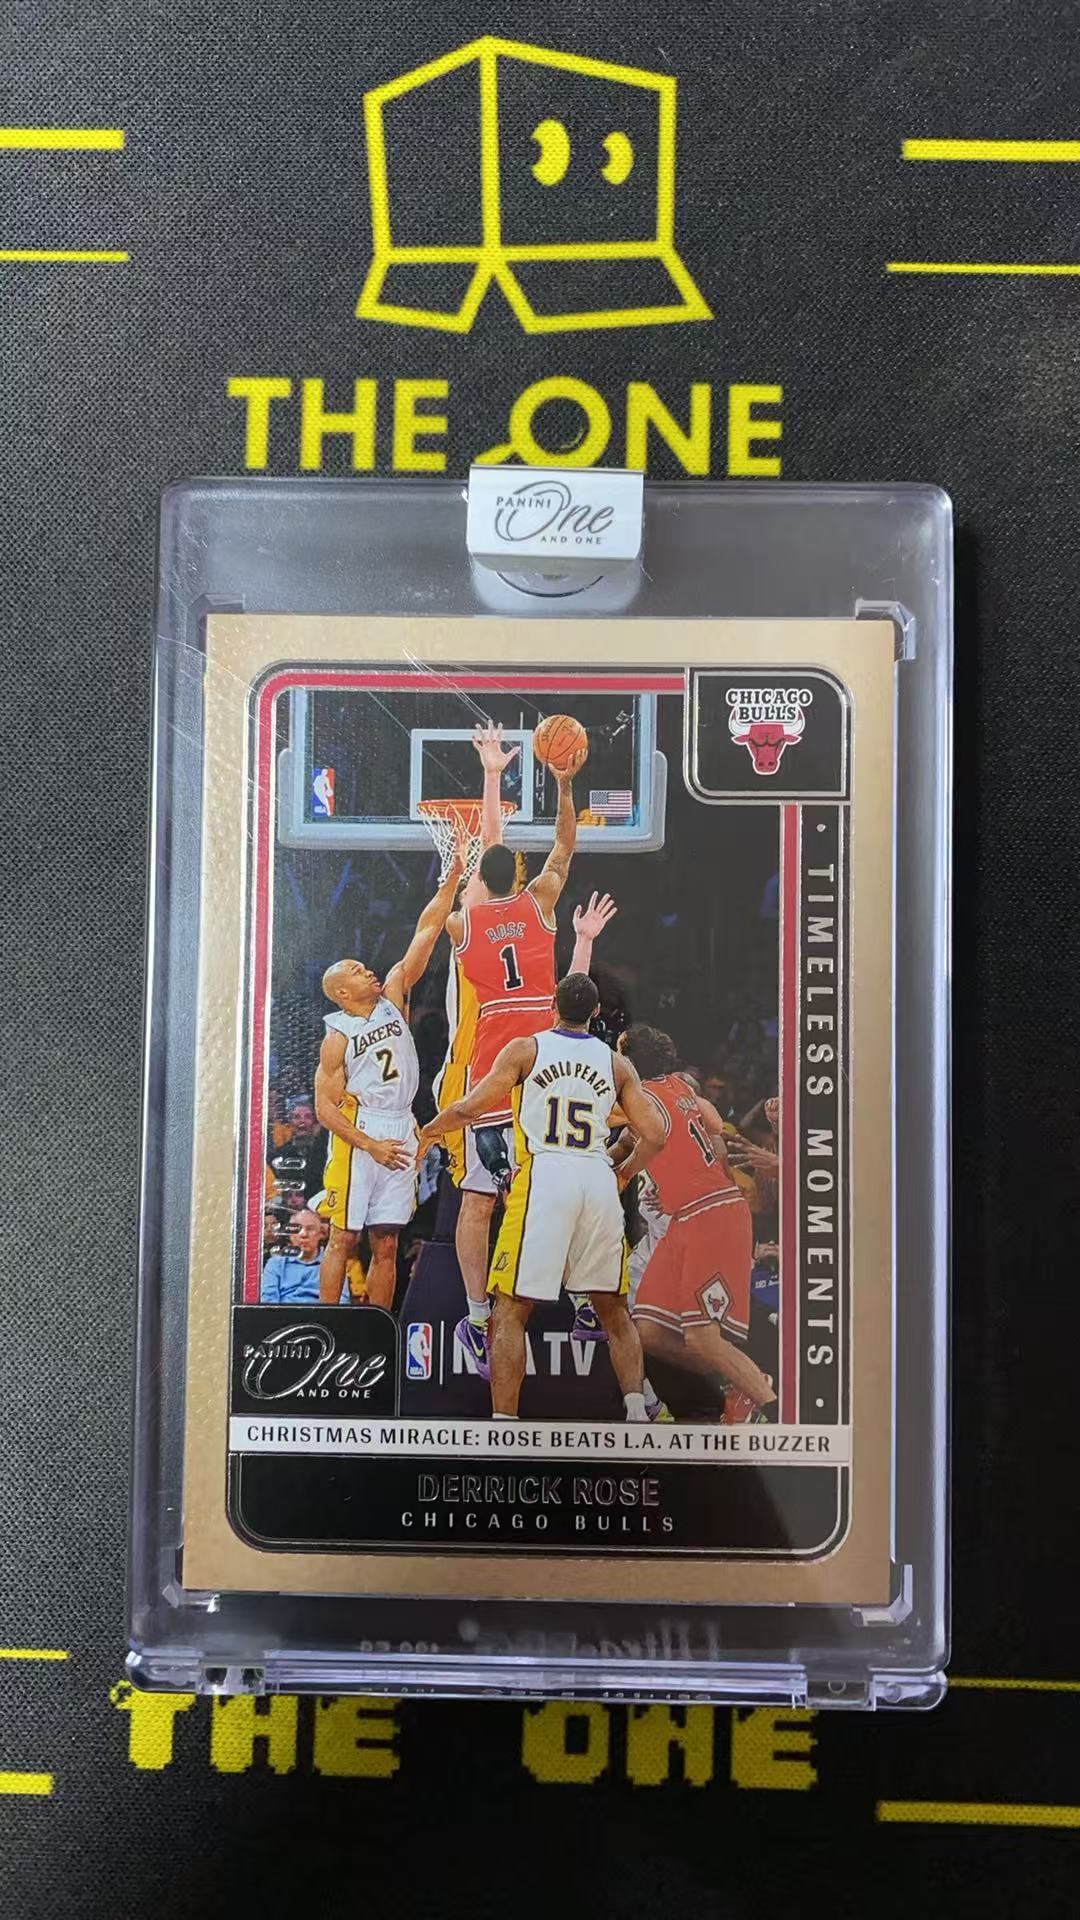 THE ONE
PANINI
One
AND ONE
CHICAGO
BULLS
ROSE
1
LAKERS
2
WORLD PEACE
15
• TIMELESS MOMENTS •
PANINI
One
AND ONE
NBA
CHRISTMAS MIRACLE: ROSE BEATS L.A. AT THE BUZZER
DERRICK ROSE
CHICAGO BULLS
THE ONE